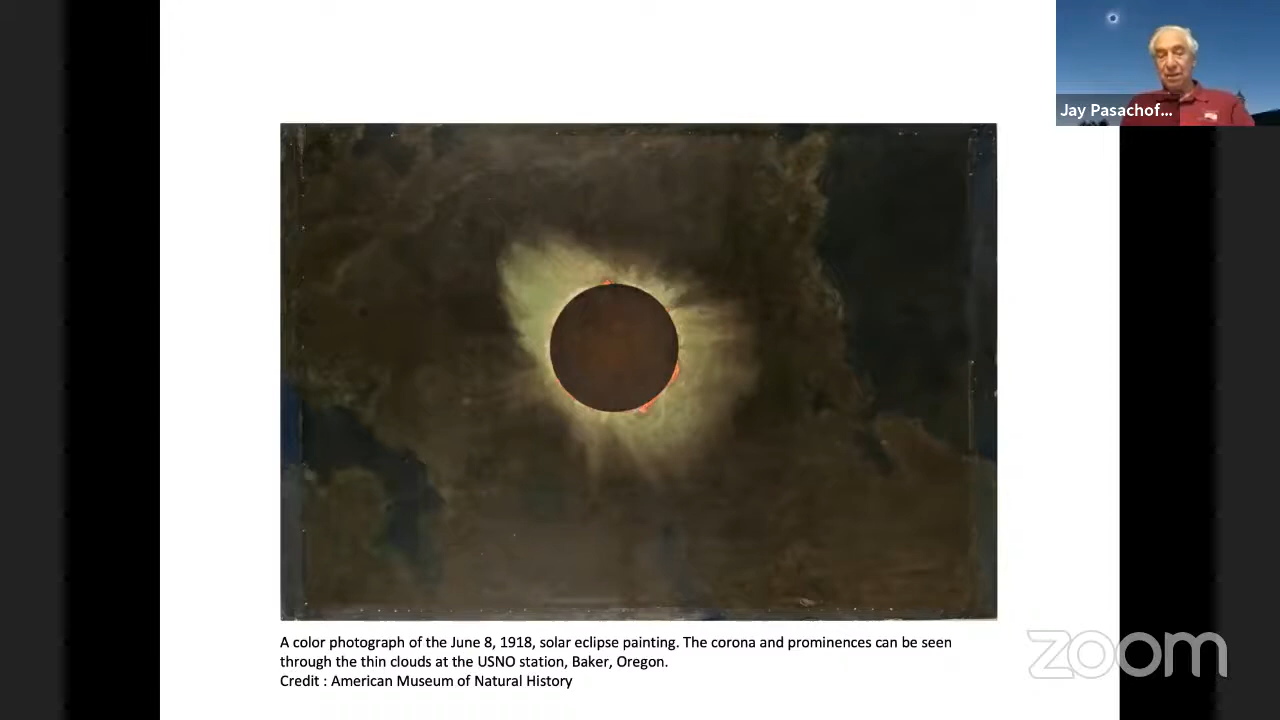 Jay Pasachof...
A color photograph of the June 8, 1918, solar eclipse painting. The corona and prominences can be seen
through the thin clouds at the USNO station, Baker, Oregon.
Credit : American Museum of Natural History
zoom